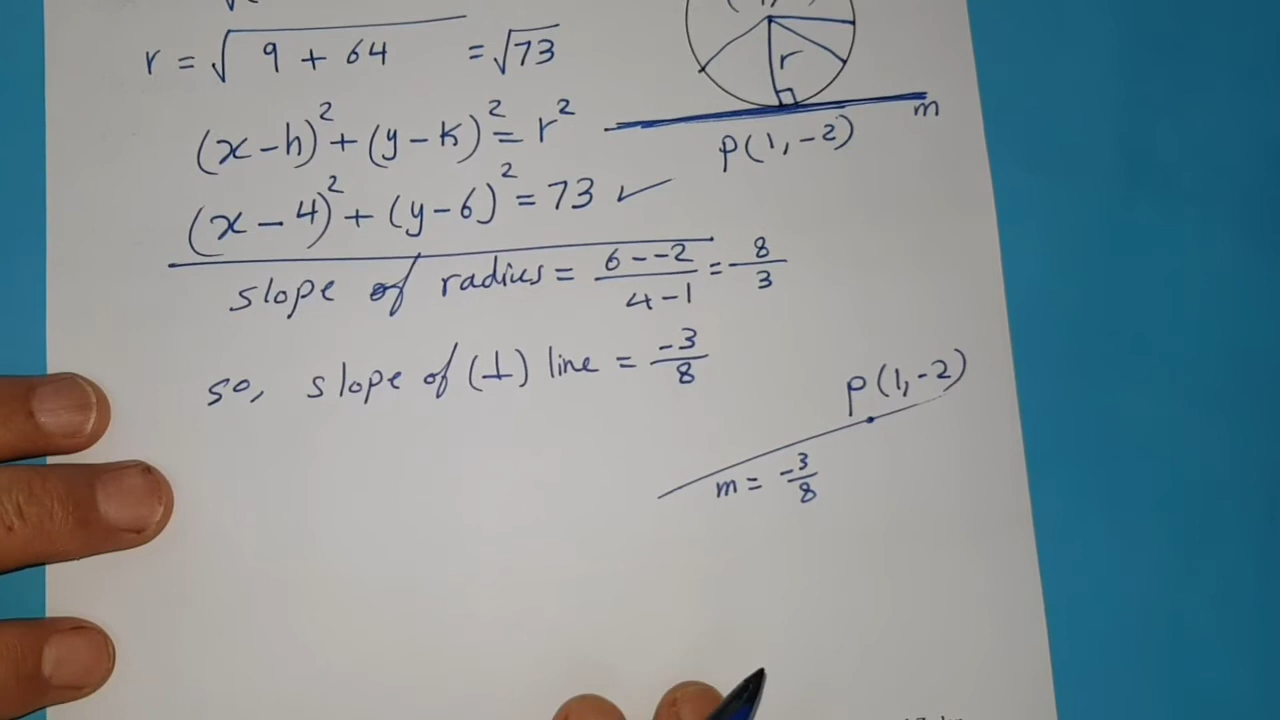 r = √9 + 64 = √73
r
m
(x-h)² + (y-k)² = r²
P(1, -2)
(x-4)² + (y-6)² = 73 ✓
slope of radius = 6--2/4-1 = 8/3
so, slope of (⊥) line = -3/8
P(1, -2)
m = -3/8